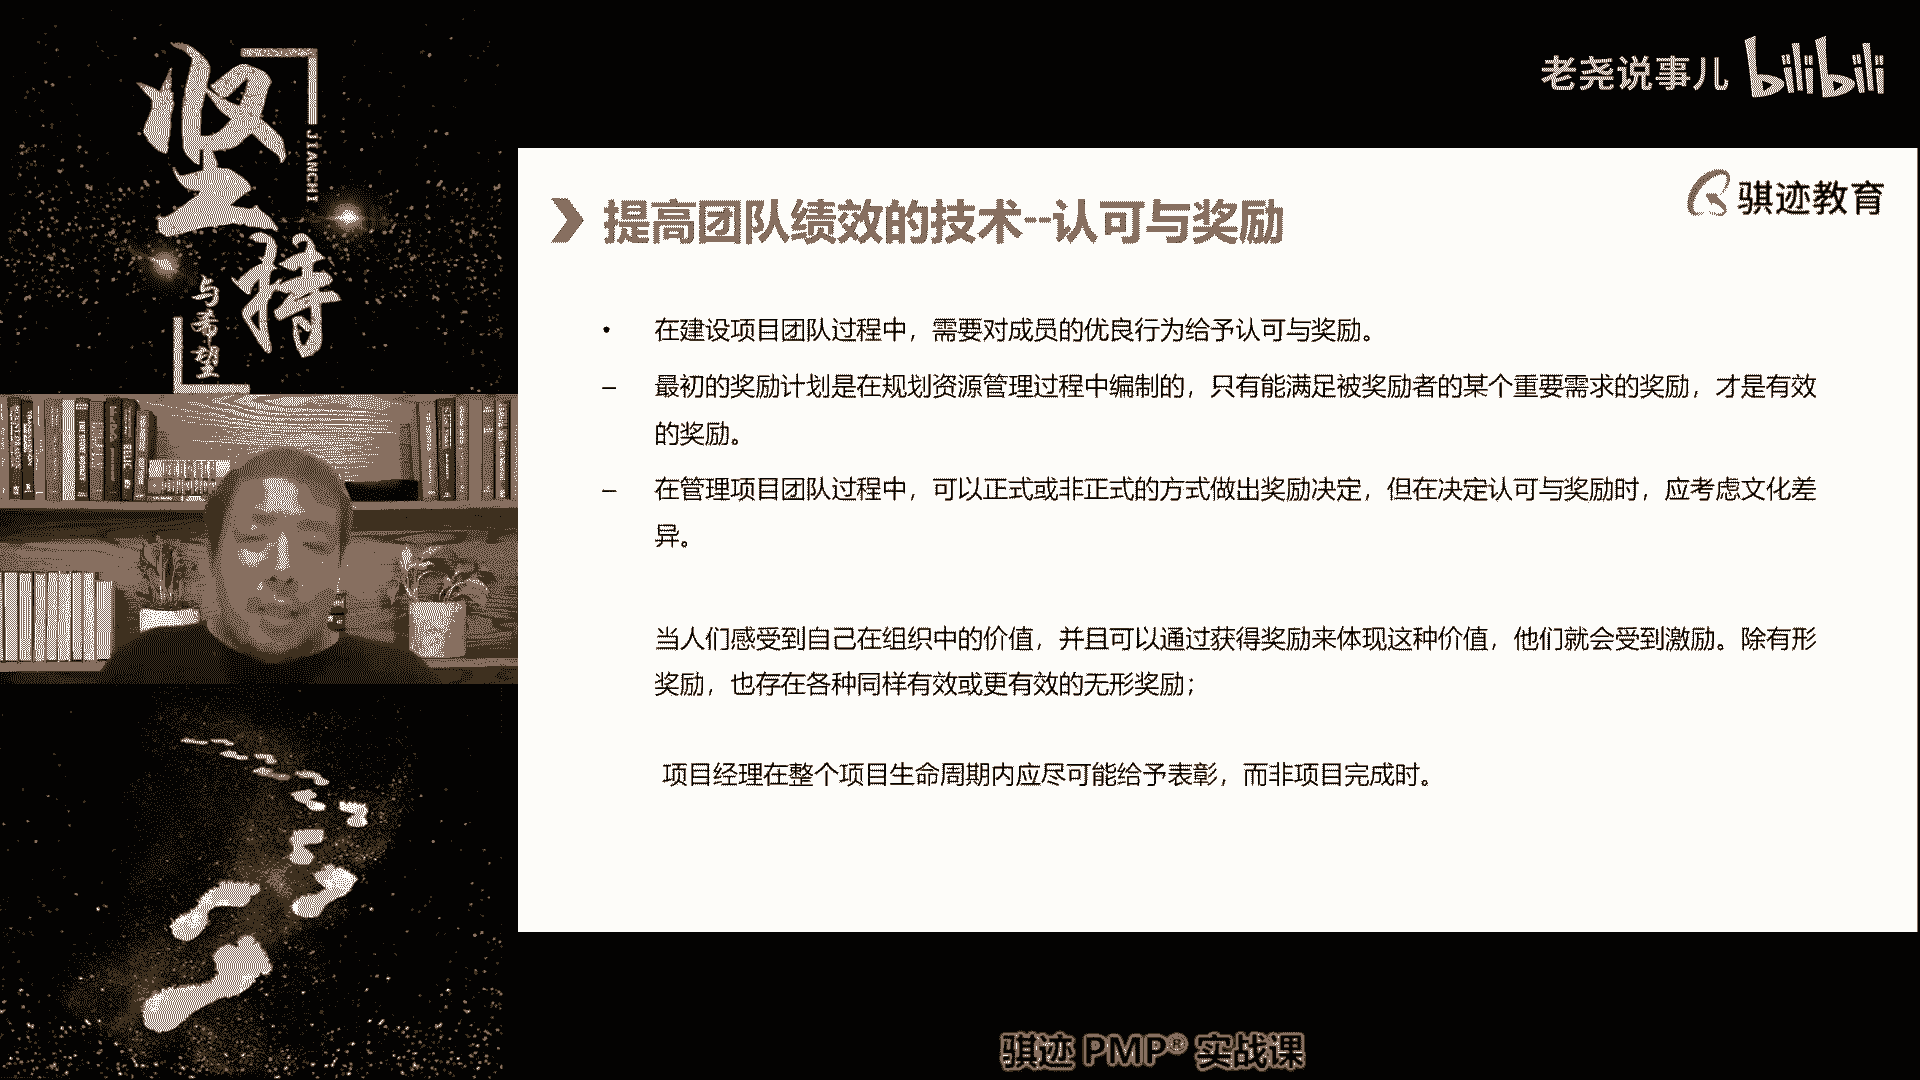 坚持
JIANCHI
与希望
老尧说事儿 bilibili
骐迹教育
提高团队绩效的技术--认可与奖励
• 在建设项目团队过程中，需要对成员的优良行为给予认可与奖励。
– 最初的奖励计划是在规划资源管理过程中编制的，只有能满足被奖励者的某个重要需求的奖励，才是有效
的奖励。
– 在管理项目团队过程中，可以正式或非正式的方式做出奖励决定，但在决定认可与奖励时，应考虑文化差
异。
当人们感受到自己在组织中的价值，并且可以通过获得奖励来体现这种价值，他们就会受到激励。除有形
奖励，也存在各种同样有效或更有效的无形奖励；
项目经理在整个项目生命周期内应尽可能给予表彰，而非项目完成时。
骐迹 PMP® 实战课